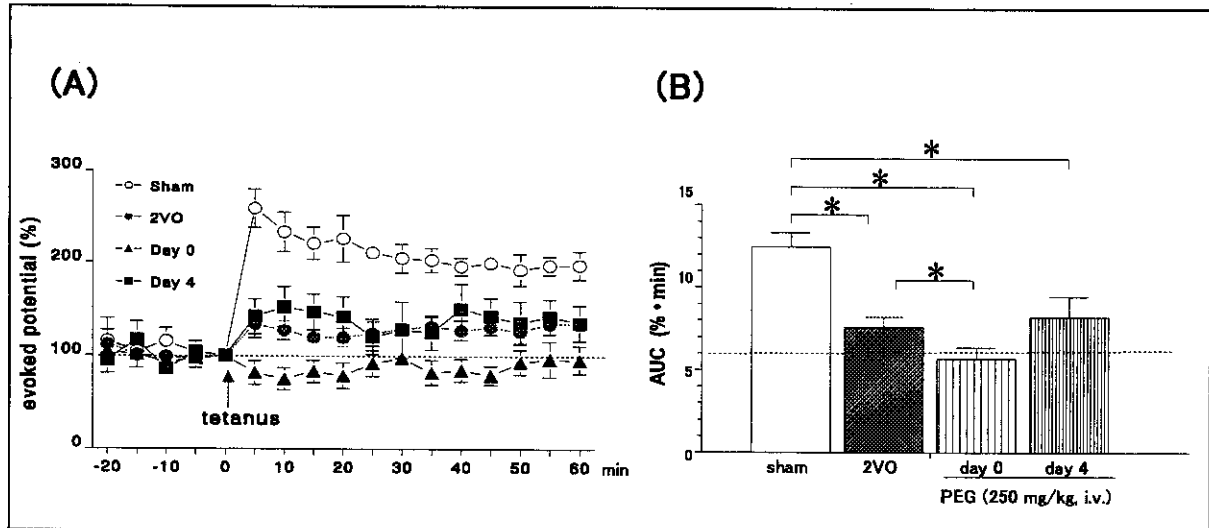 (A)
(B)
evoked potential (%)
300
200
100
0
Sham
2VO
Day 0
Day 4
tetanus
-20
-10
0
10
20
30
40
50
60
min
AUC (% • min)
15
10
5
0
*
*
*
*
sham
2VO
day 0
day 4
PEG (250 mg/kg, i.v.)